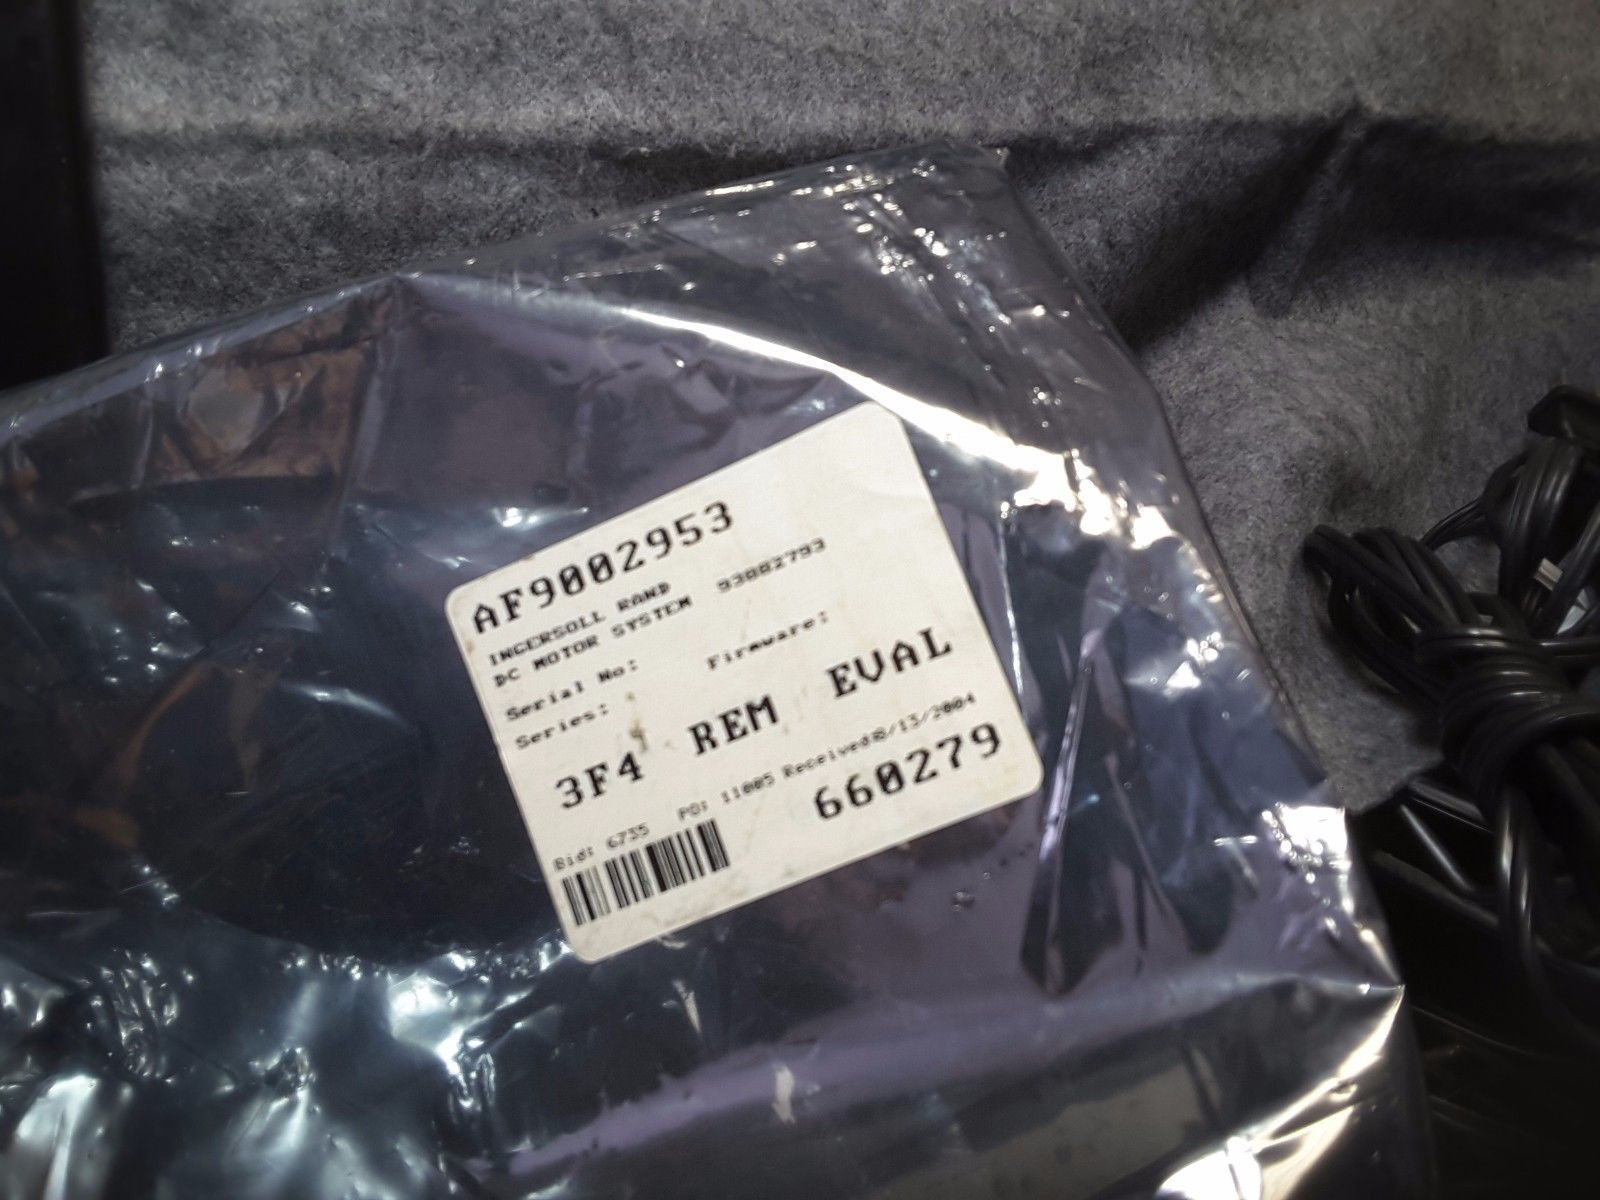 AF9002953
INGERSOLL RAND
DC MOTOR SYSTEM 93082793
Serial No: Firmware:
Series:
3F4 REM EVAL
Bid: 6735 PO: 11005 Received 8/13/2004
660279